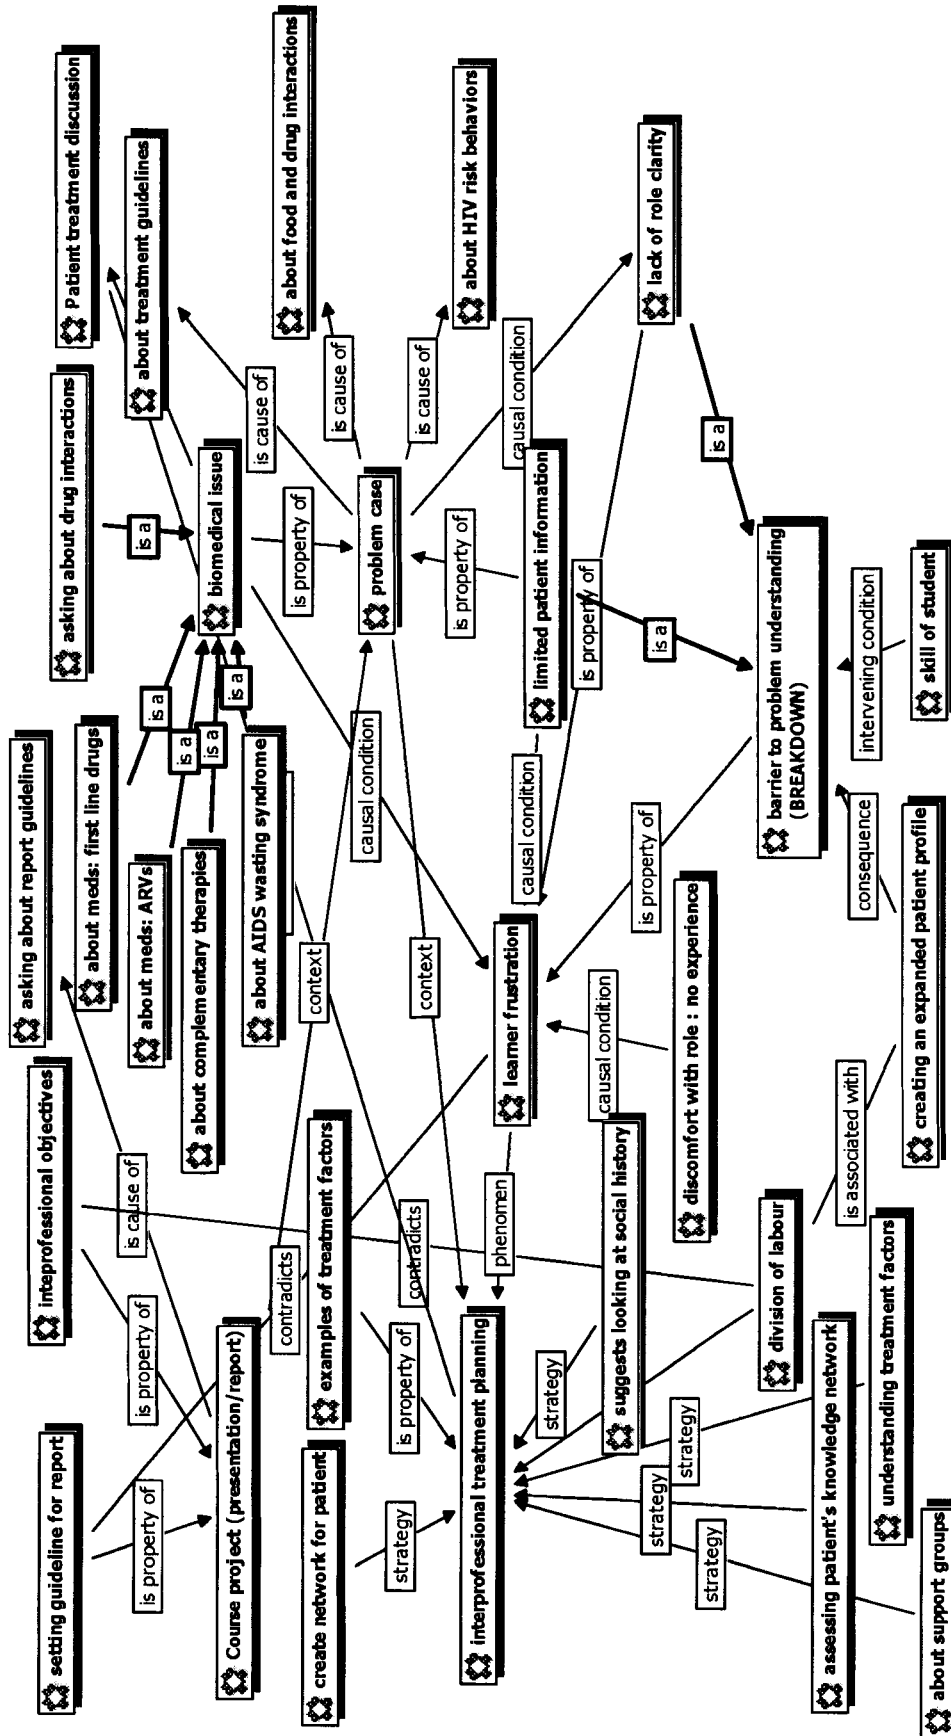 asking about report guidelines
setting guideline for report
inteprofessional objectives
asking about drug interactions
Patient treatment discussion
about meds: first line drugs
is cause of
is property of
is property of
about meds: ARVs
is a
is a
about treatment guidelines
about complementary therapies
is a
is a
is a
biomedical issue
Course project (presentation/report)
about AIDS wasting syndrome
is cause of
contradicts
about food and drug interactions
create network for patient
examples of treatment factors
context
is property of
is cause of
causal condition
problem case
strategy
is property of
contradicts
context
is cause of
is property of
about HIV risk behaviors
interprofessional treatment planning
phenomen
learner frustration
causal condition
causal condition
limited patient information
strategy
causal condition
is property of
suggests looking at social history
is property of
is a
lack of role clarity
strategy
strategy
strategy
discomfort with role : no experience
is a
division of labour
barrier to problem understanding
(BREAKDOWN)
assessing patient's knowledge network
is associated with
consequence
intervening condition
understanding treatment factors
creating an expanded patient profile
skill of student
about support groups